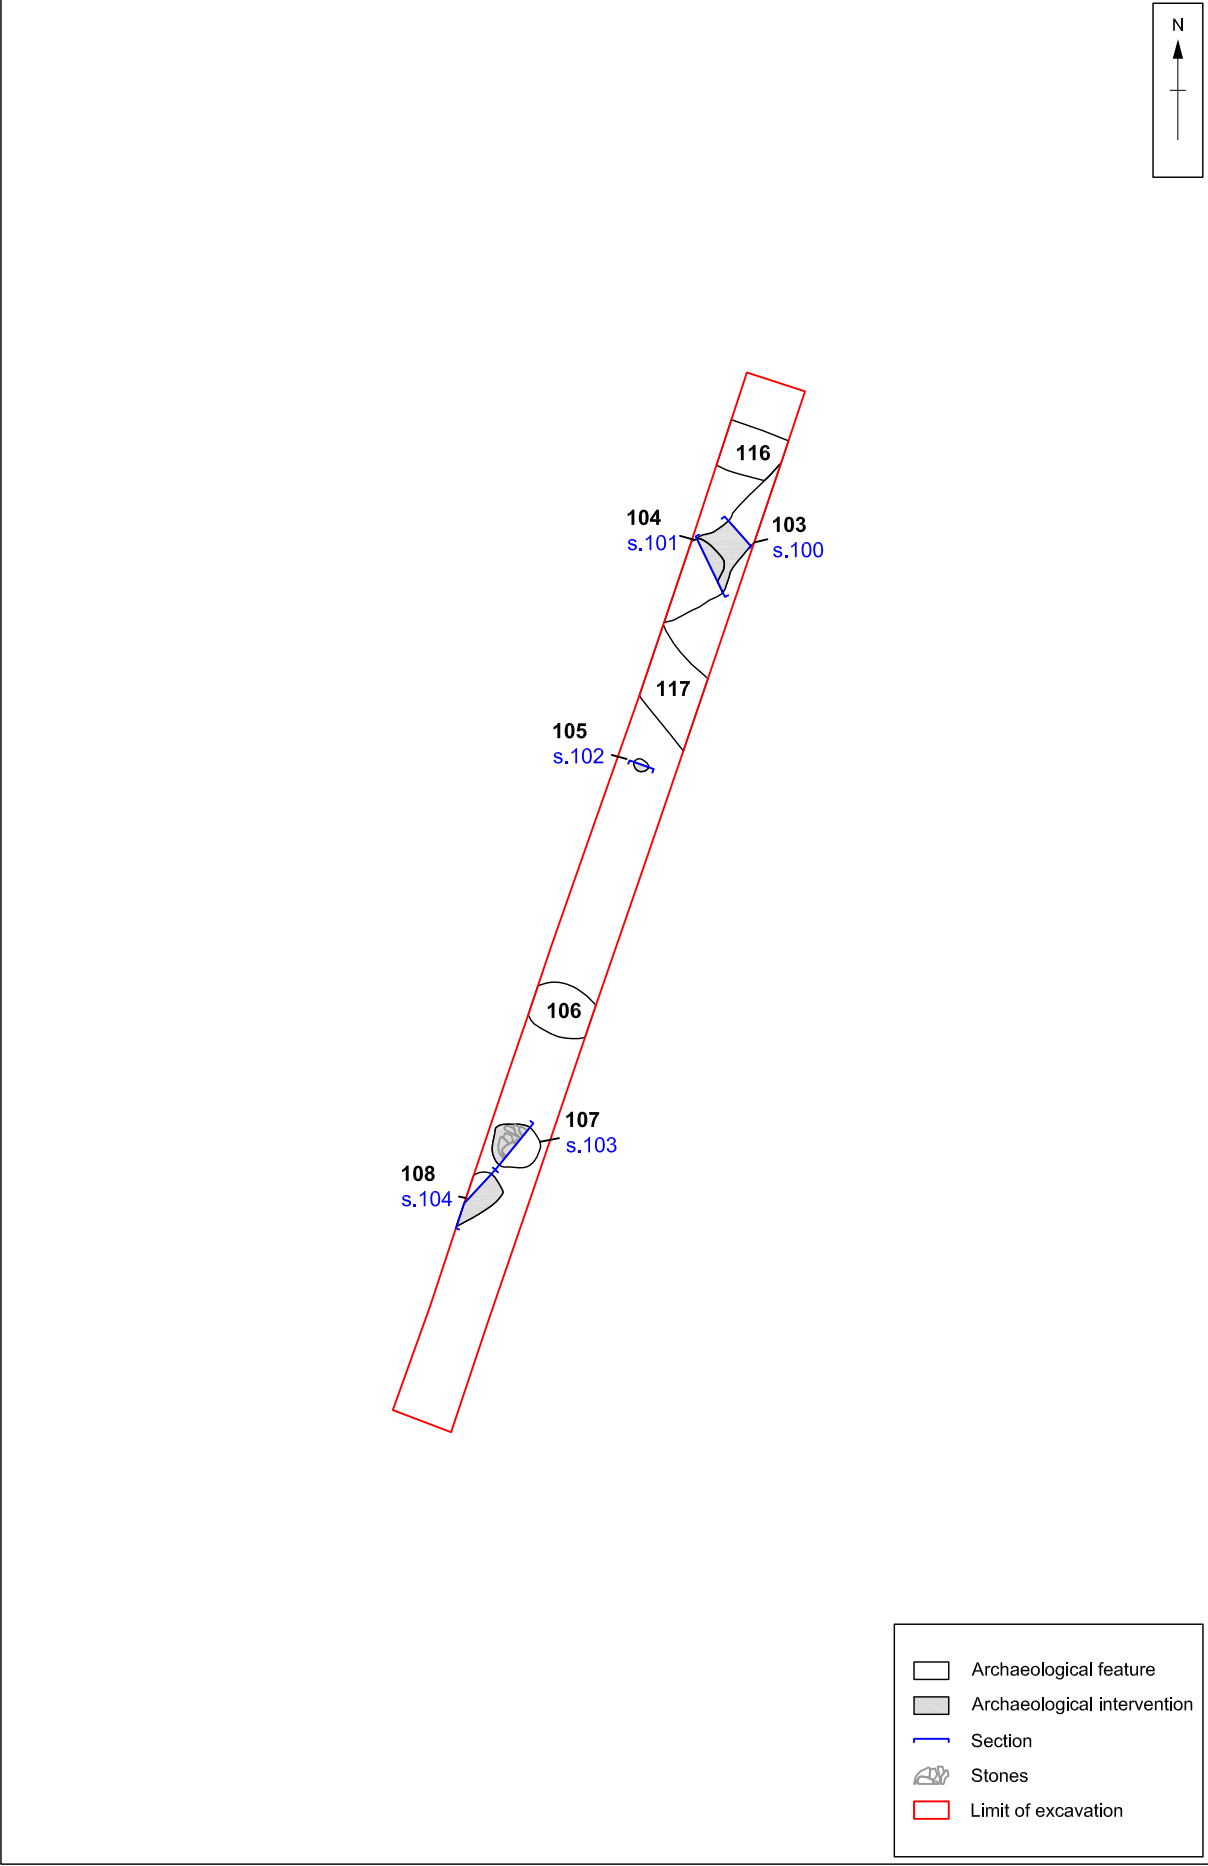 N
116
104
s.101
103
s.100
117
105
s.102
106
107
s.103
108
s.104
Archaeological feature
Archaeological intervention
Section
Stones
Limit of excavation